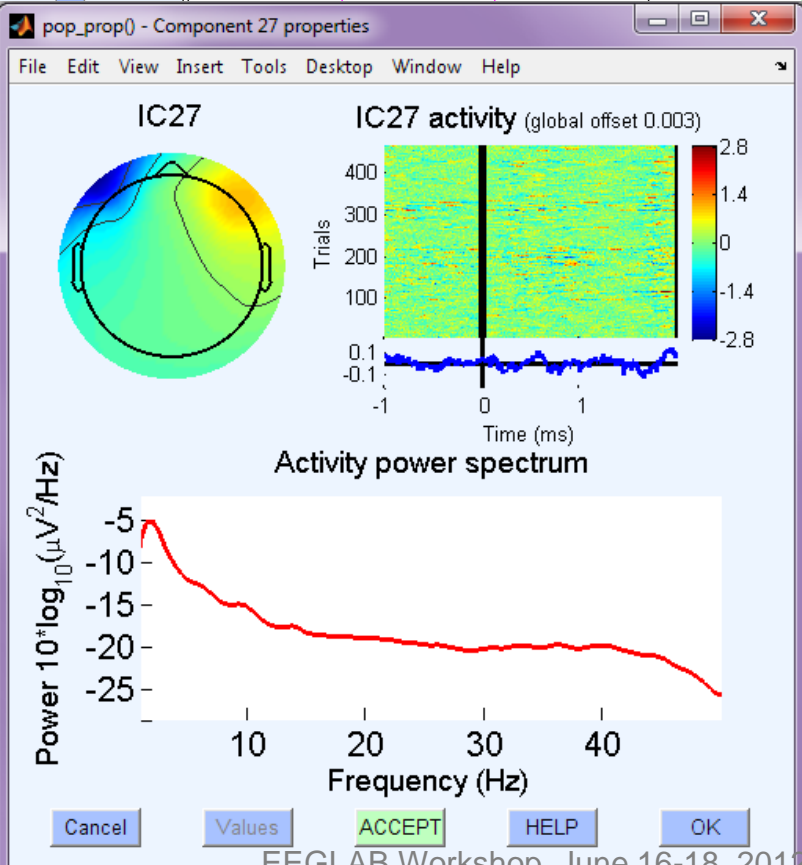 pop_prop() - Component 27 properties
File Edit View Insert Tools Desktop Window Help
IC27
IC27 activity (global offset 0.003)
Trials
400
300
200
100
2.8
1.4
0
-1.4
-2.8
0.1
-0.1
-1 0 1
Time (ms)
Activity power spectrum
Power 10*log10(μV2/Hz)
-5
-10
-15
-20
-25
10 20 30 40
Frequency (Hz)
Cancel Values ACCEPT HELP OK
EEGLAB Workshop, June 16-18, 201